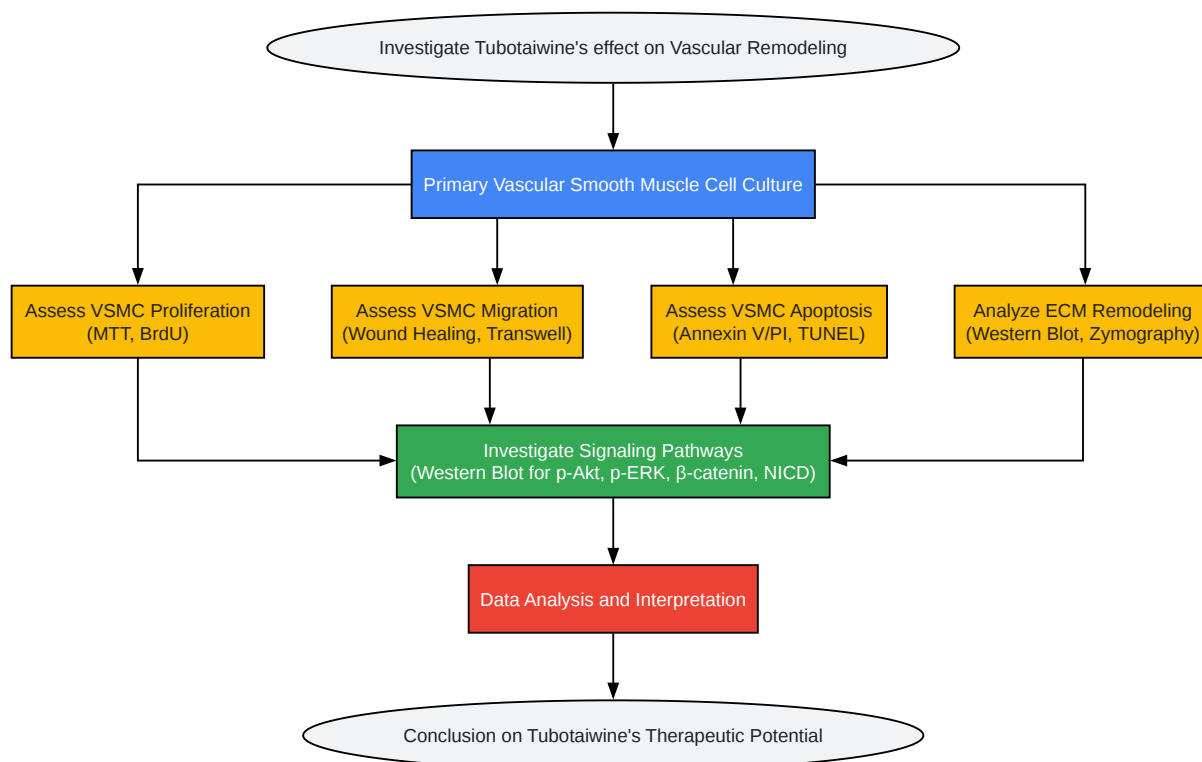 Investigate Tubotaiwine's effect on Vascular Remodeling
Primary Vascular Smooth Muscle Cell Culture
Assess VSMC Proliferation
(MTT, BrdU)
Assess VSMC Migration
(Wound Healing, Transwell)
Assess VSMC Apoptosis
(Annexin V/PI, TUNEL)
Analyze ECM Remodeling
(Western Blot, Zymography)
Investigate Signaling Pathways
(Western Blot for p-Akt, p-ERK, β-catenin, NICD)
Data Analysis and Interpretation
Conclusion on Tubotaiwine's Therapeutic Potential